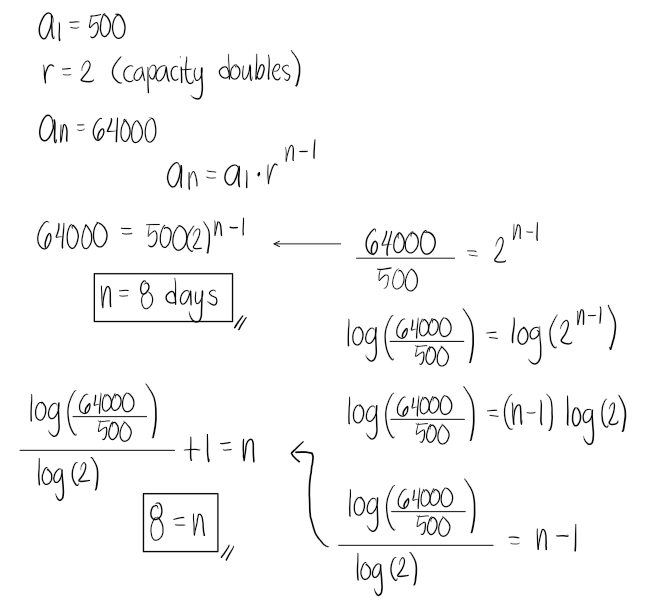 a₁ = 500
r = 2 (capacity doubles)
aₙ = 64000
aₙ = a₁ · r^(n-1)
64000 = 500(2)^(n-1)
n = 8 days //
64000/500 = 2^(n-1)
log(64000/500) = log(2^(n-1))
log(64000/500) = (n-1) log(2)
log(64000/500)/log(2) = n-1
log(64000/500)/log(2) + 1 = n
8 = n //